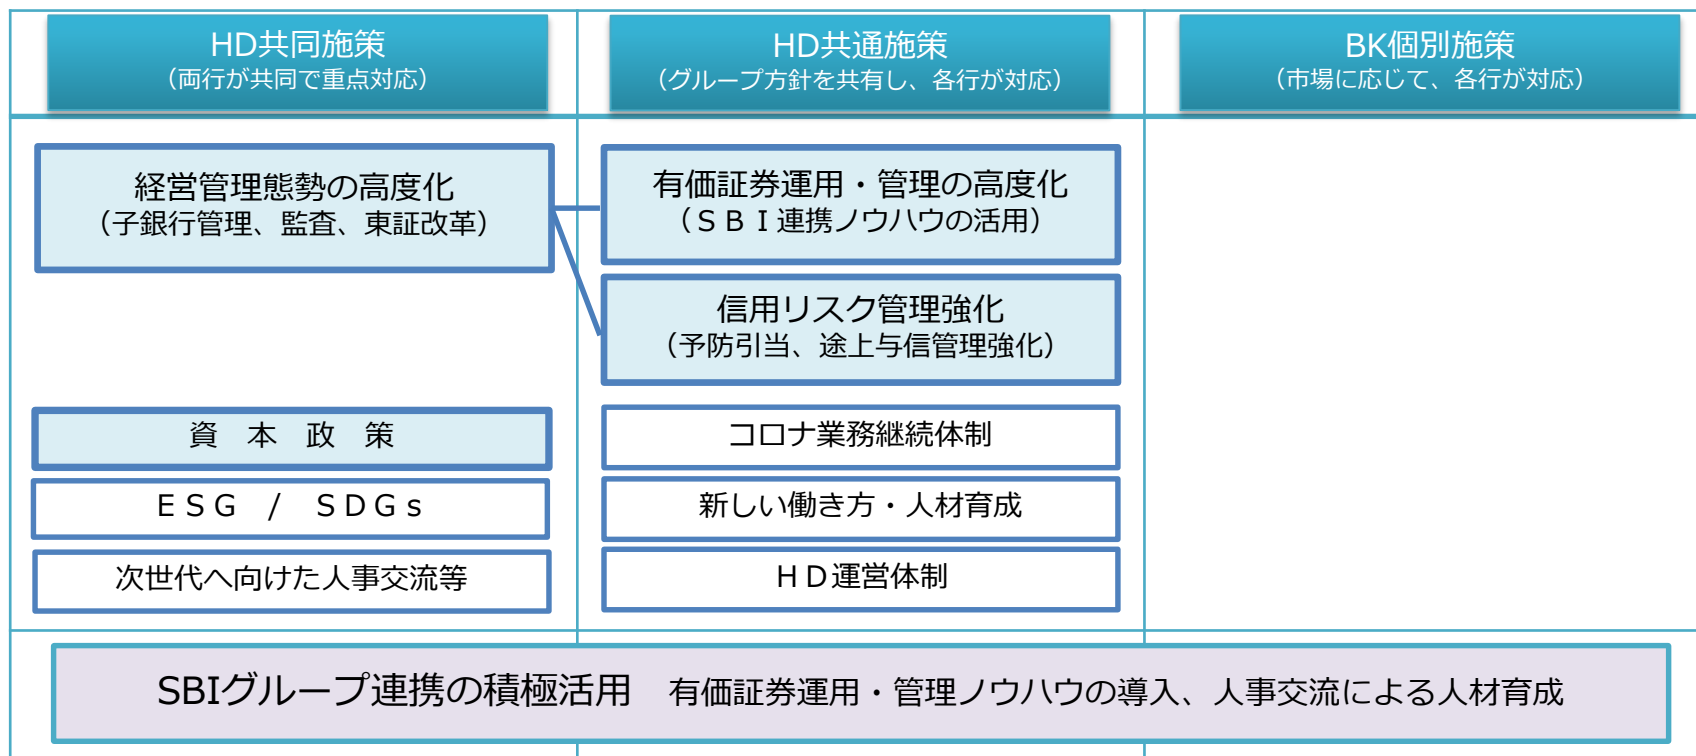 HD共同施策
（両行が共同で重点対応）
HD共通施策
（グループ方針を共有し、各行が対応）
BK個別施策
（市場に応じて、各行が対応）
経営管理態勢の高度化
（子銀行管理、監査、東証改革）
有価証券運用・管理の高度化
（ＳＢＩ連携ノウハウの活用）
信用リスク管理強化
（予防引当、途上与信管理強化）
資　本　政　策
コロナ業務継続体制
ＥＳＧ　/　ＳＤＧｓ
新しい働き方・人材育成
次世代へ向けた人事交流等
ＨＤ運営体制
SBIグループ連携の積極活用　有価証券運用・管理ノウハウの導入、人事交流による人材育成